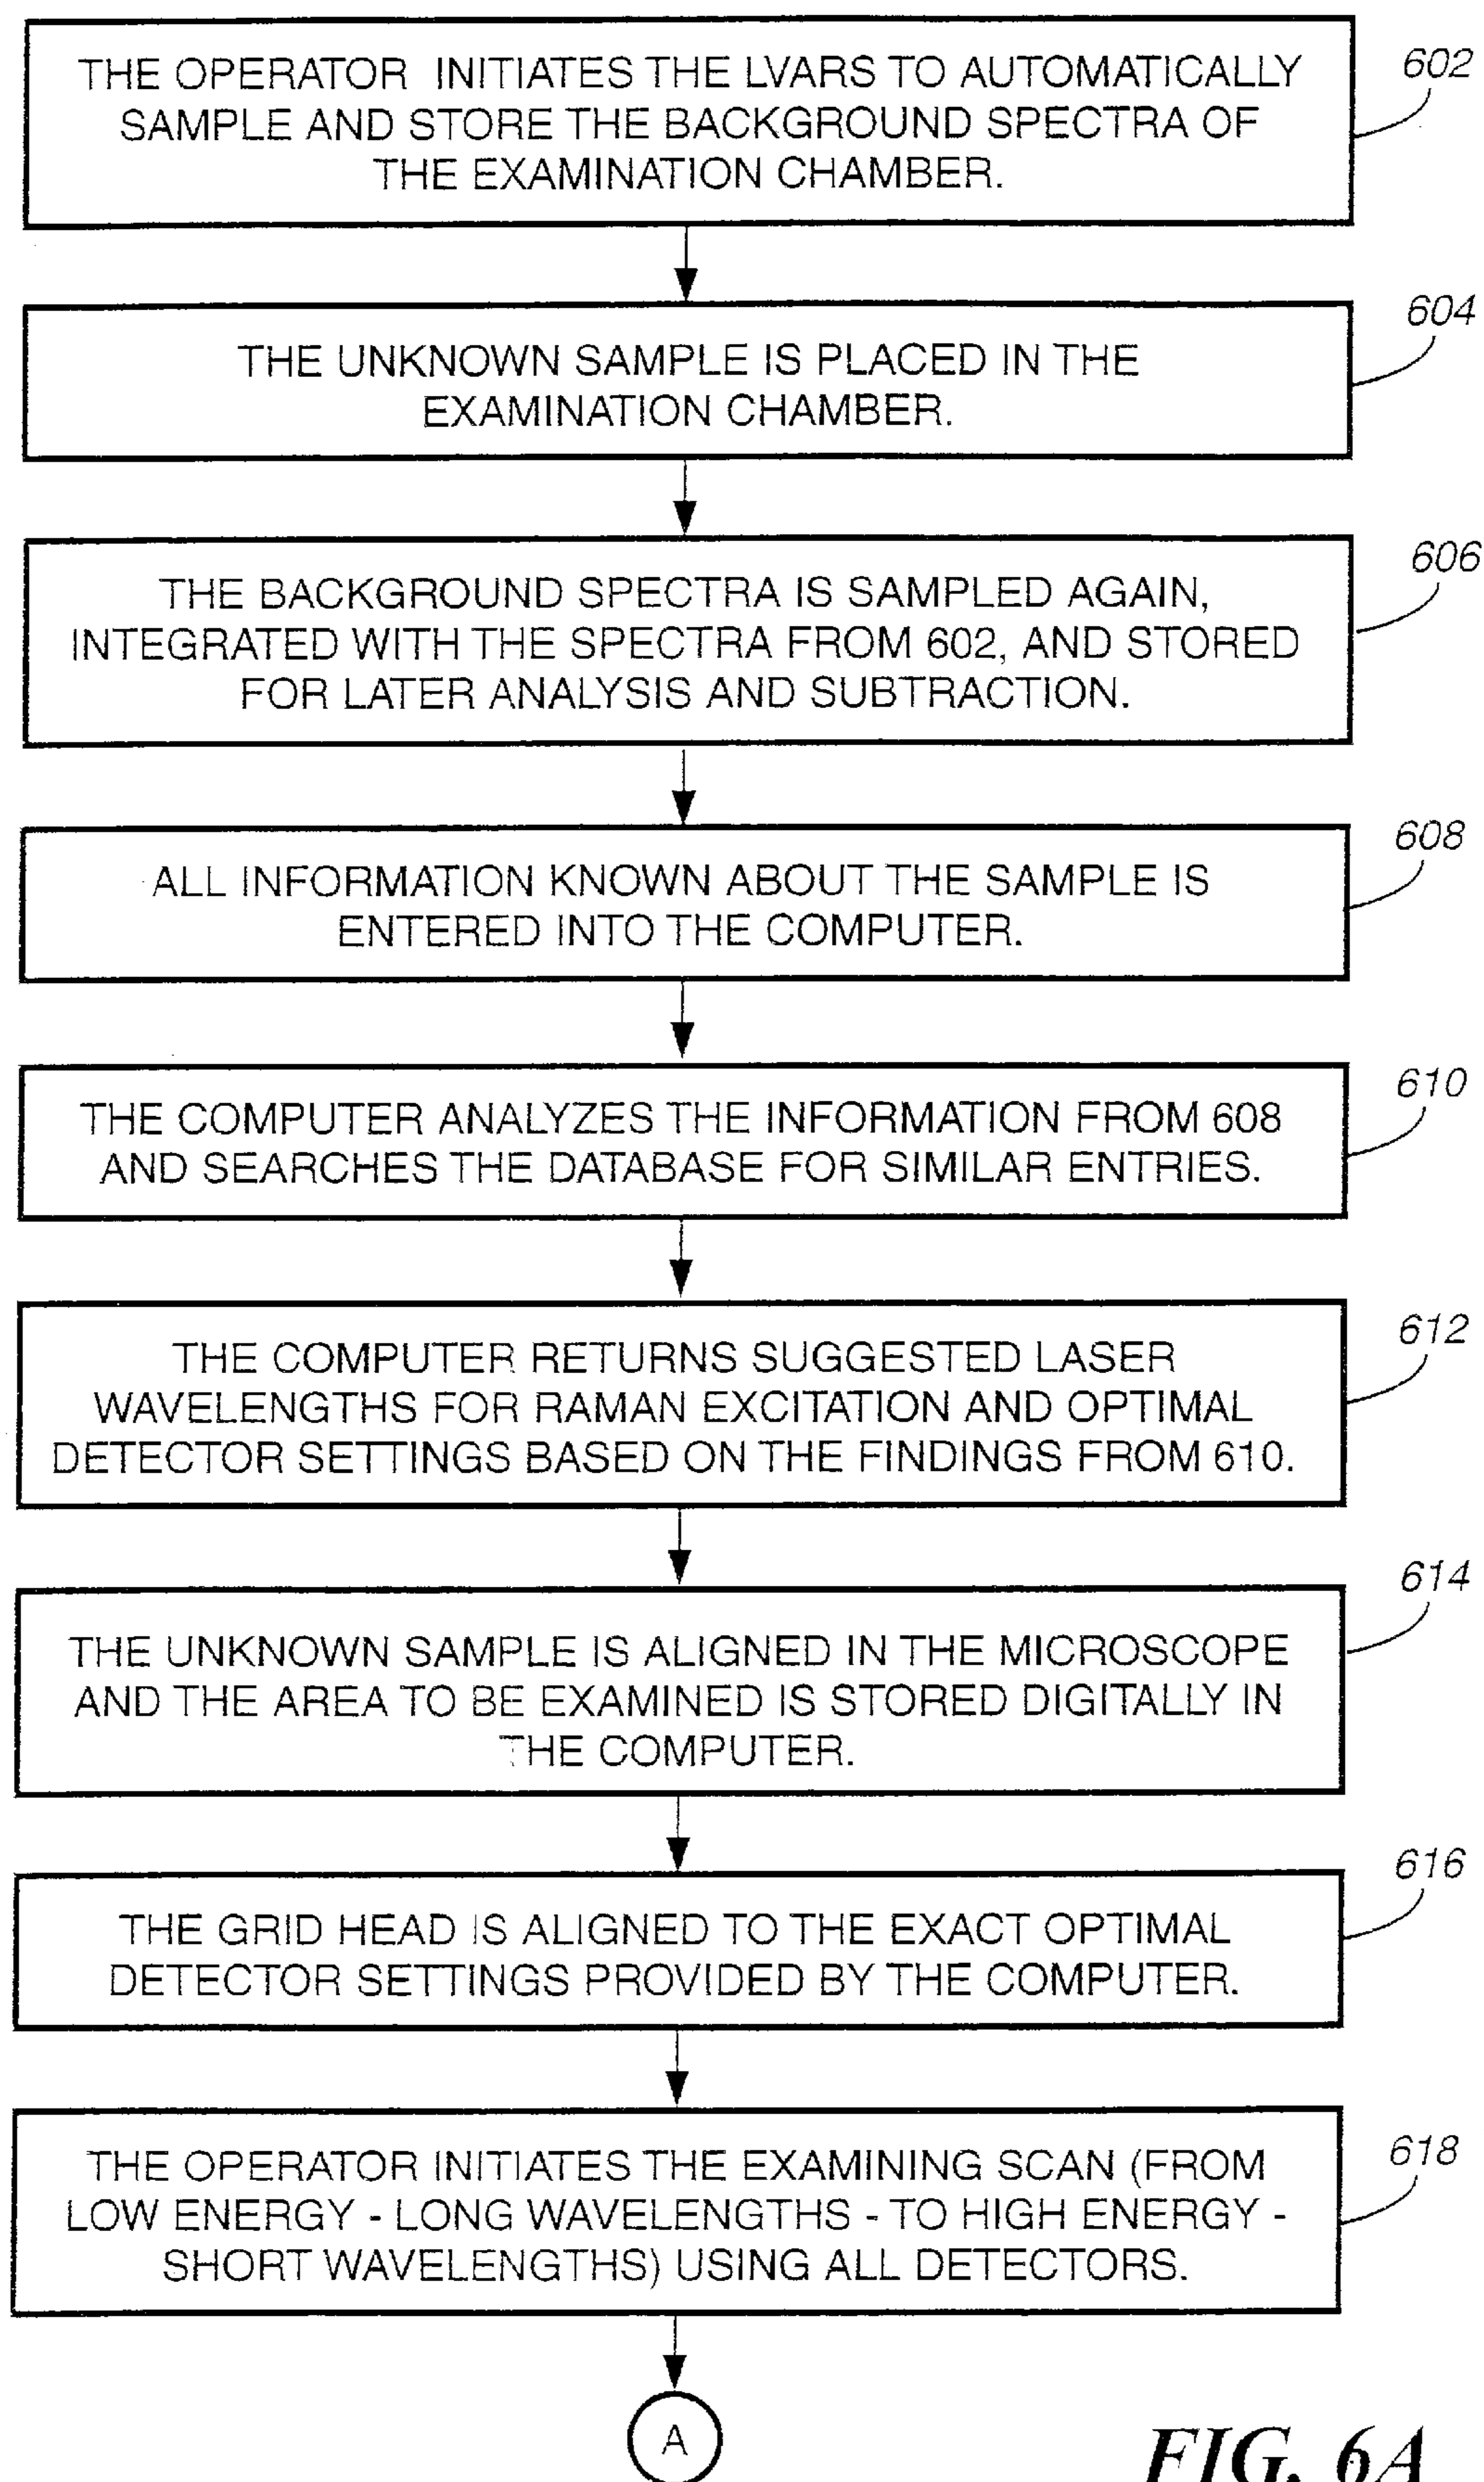 THE OPERATOR INITIATES THE LVARS TO AUTOMATICALLY
SAMPLE AND STORE THE BACKGROUND SPECTRA OF
THE EXAMINATION CHAMBER.
602
THE UNKNOWN SAMPLE IS PLACED IN THE
EXAMINATION CHAMBER.
604
THE BACKGROUND SPECTRA IS SAMPLED AGAIN,
INTEGRATED WITH THE SPECTRA FROM 602, AND STORED
FOR LATER ANALYSIS AND SUBTRACTION.
606
ALL INFORMATION KNOWN ABOUT THE SAMPLE IS
ENTERED INTO THE COMPUTER.
608
THE COMPUTER ANALYZES THE INFORMATION FROM 608
AND SEARCHES THE DATABASE FOR SIMILAR ENTRIES.
610
THE COMPUTER RETURNS SUGGESTED LASER
WAVELENGTHS FOR RAMAN EXCITATION AND OPTIMAL
DETECTOR SETTINGS BASED ON THE FINDINGS FROM 610.
612
THE UNKNOWN SAMPLE IS ALIGNED IN THE MICROSCOPE
AND THE AREA TO BE EXAMINED IS STORED DIGITALLY IN
THE COMPUTER.
614
THE GRID HEAD IS ALIGNED TO THE EXACT OPTIMAL
DETECTOR SETTINGS PROVIDED BY THE COMPUTER.
616
THE OPERATOR INITIATES THE EXAMINING SCAN (FROM
LOW ENERGY - LONG WAVELENGTHS - TO HIGH ENERGY -
SHORT WAVELENGTHS) USING ALL DETECTORS.
618
A
FIG. 6A